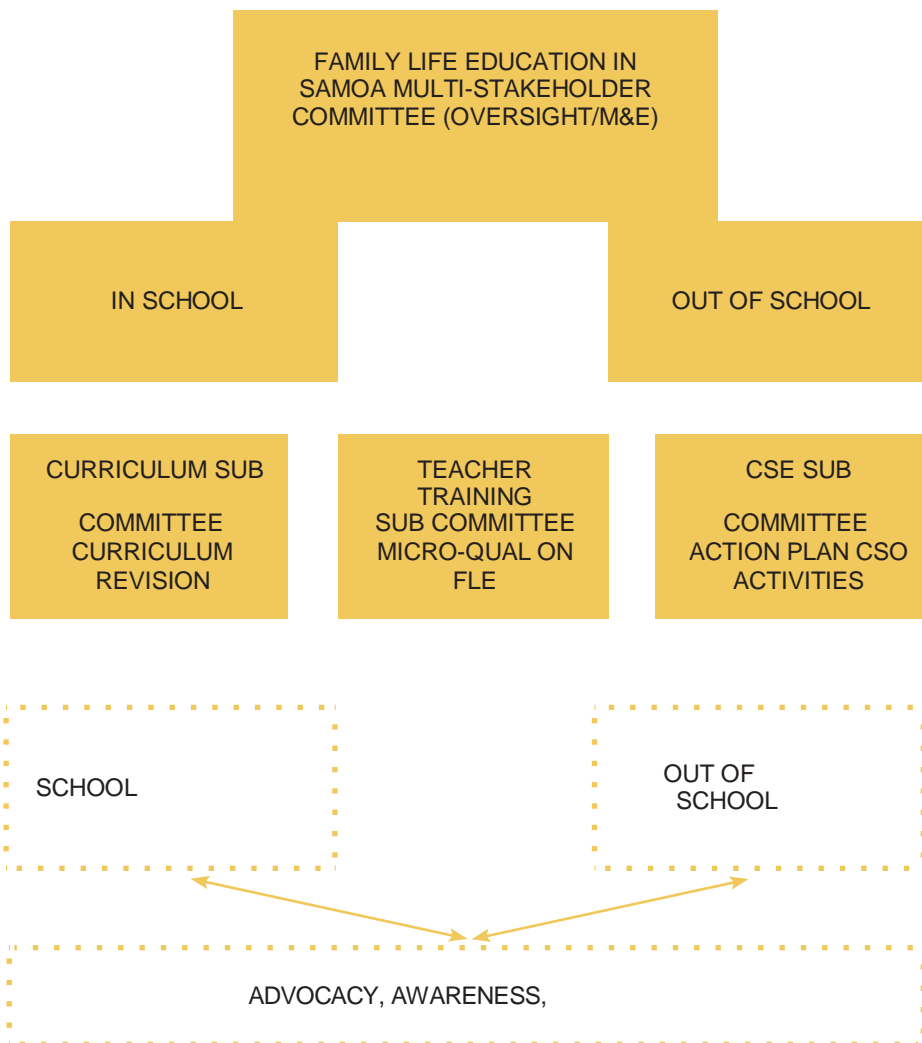 FAMILY LIFE EDUCATION IN
SAMOA MULTI-STAKEHOLDER
COMMITTEE (OVERSIGHT/M&E)
IN SCHOOL
OUT OF SCHOOL
CURRICULUM SUB
COMMITTEE
CURRICULUM
REVISION
TEACHER
TRAINING
SUB COMMITTEE
MICRO-QUAL ON
FLE
CSE SUB
COMMITTEE
ACTION PLAN CSO
ACTIVITIES
SCHOOL
OUT OF
SCHOOL
ADVOCACY, AWARENESS,